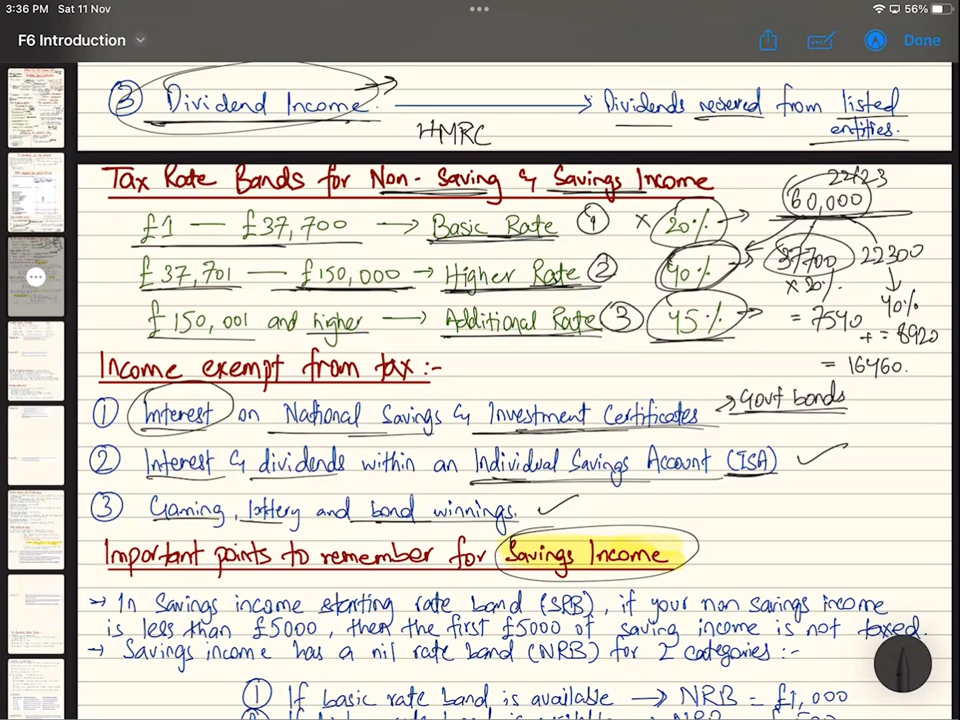 3:36 PM Sat 11 Nov
56%
F6 Introduction
Done
③ Dividend Income → Dividends received from listed entities.
HMRC
Tax Rate Bands for Non-Saving & Savings Income
22/23
60,000
£1 — £37,700 → Basic Rate ① × 20%
£37,701 — £150,000 → Higher Rate ② 40%
37700 22300
× 20%
40%
£150,001 and higher → Additional Rate ③ 45%
= 7540
+ = 8920
= 16460.
Income exempt from tax:-
① Interest on National Savings & Investment Certificates → Govt bonds
② Interest & dividends within an Individual Savings Account (ISA) ✓
③ Gaming, lottery and bond winnings. ✓
Important points to remember for Savings Income
→ In Savings income starting rate band (SRB), if your non savings income
is less than £5000, then the first £5000 of saving income is not taxed.
→ Savings income has a nil rate band (NRB) for 2 categories:-
① If basic rate band is available → NRB = £1,000